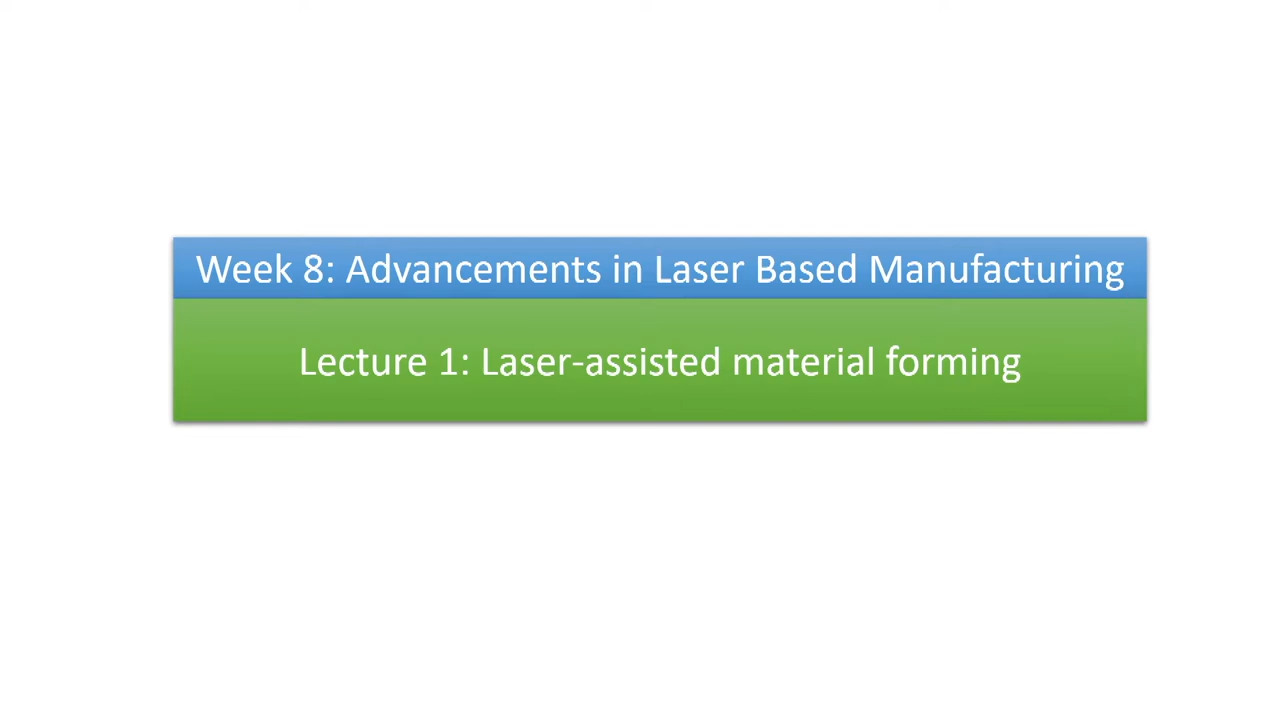 Week 8: Advancements in Laser Based Manufacturing
Lecture 1: Laser-assisted material forming